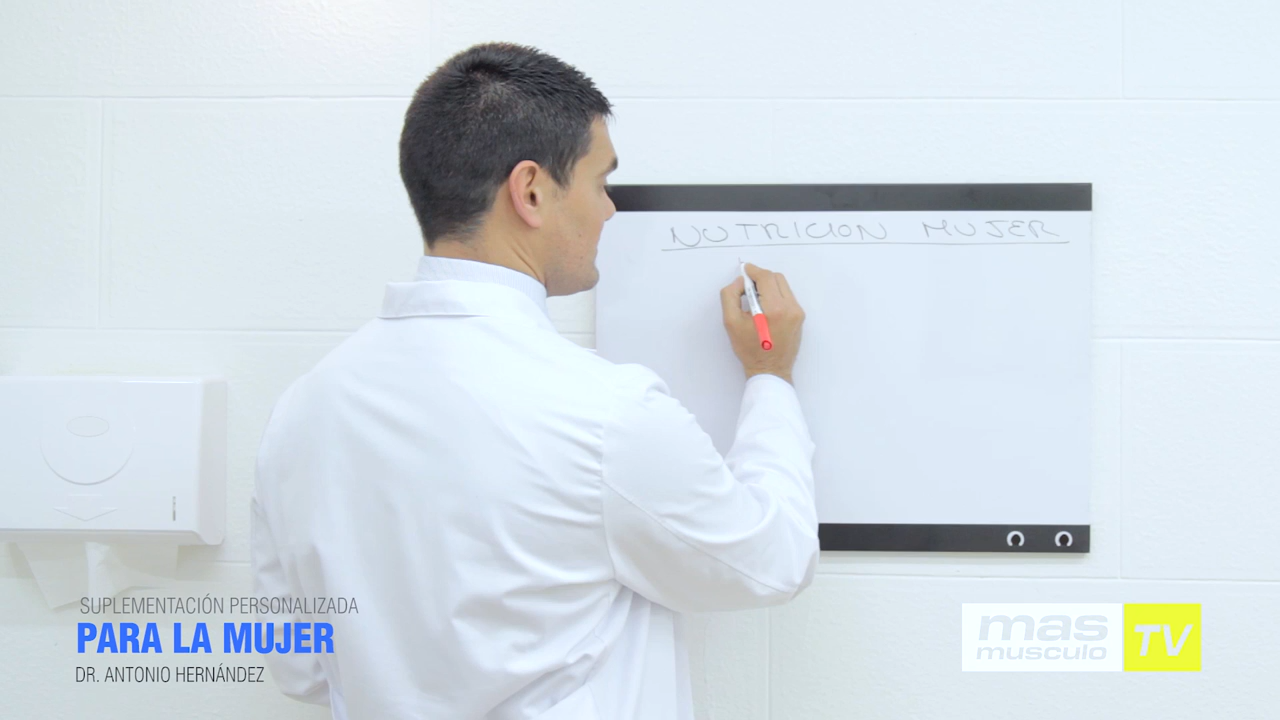 NUTRICION MUJER
SUPLEMENTACIÓN PERSONALIZADA
PARA LA MUJER
DR. ANTONIO HERNÁNDEZ
mas
musculo
TV